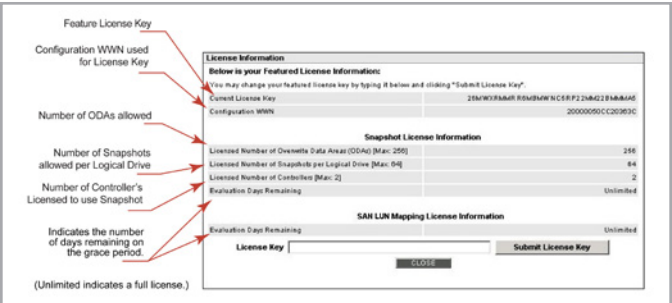 Feature License Key
Configuration WWN used
for License Key
Number of ODAs allowed
Number of Snapshots
allowed per Logical Drive
Number of Controller's
Licensed to use Snapshot
Indicates the number
of days remaining on
the grace period.
(Unlimited indicates a full license.)
License Information
Below is your Featured License Information:
You may change your featured license key by typing it below and clicking "Submit License Key".
Current License Key
Configuration WWN 20000050CC20363C
Snapshot License Information
Licensed Number of Overwrite Data Areas (ODAs) [Max: 256] 256
Licensed Number of Snapshots per Logical Drive [Max: 64] 64
Licensed Number of Controllers [Max: 2] 2
Evaluation Days Remaining Unlimited
SAN LUN Mapping License Information
Evaluation Days Remaining Unlimited
License Key Submit License Key
CLOSE